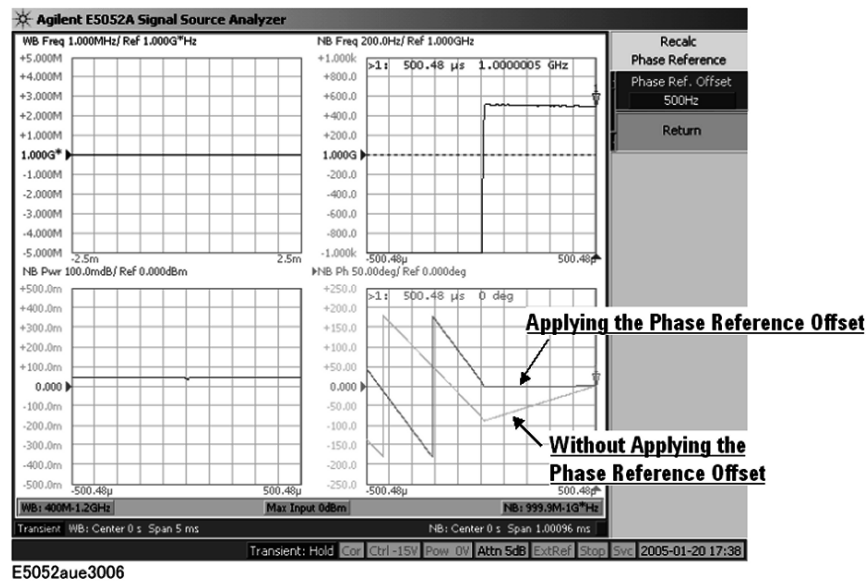 Agilent E5052A Signal Source Analyzer
WB Freq 1.000MHz/ Ref 1.000G*Hz
+5.000M
+4.000M
+3.000M
+2.000M
+1.000M
1.000G*
-1.000M
-2.000M
-3.000M
-4.000M
-5.000M
-2.5m
2.5m
NB Freq 200.0Hz/ Ref 1.000GHz
>1: 500.48 µs 1.0000005 GHz
+1.000k
+800.0
+600.0
+400.0
+200.0
1.000G
-200.0
-400.0
-600.0
-800.0
-1.000k
-500.48µ
500.48µ
NB Pwr 100.0mdB/ Ref 0.000dBm
+500.0m
+400.0m
+300.0m
+200.0m
+100.0m
0.000
-100.0m
-200.0m
-300.0m
-400.0m
-500.0m
-500.48µ
500.48µ
NB Ph 50.00deg/ Ref 0.000deg
>1: 500.48 µs 0 deg
+250.0
+200.0
+150.0
+100.0
+50.00
0.000
-50.00
-100.0
-150.0
-200.0
-250.0
-500.48µ
500.48µ
Applying the Phase Reference Offset
Without Applying the
Phase Reference Offset
Recalc
Phase Reference
Phase Ref. Offset
500Hz
Return
WB: 400M-1.2GHz
Max Input 0dBm
NB: 999.9M-1G*Hz
Transient WB: Center 0 s Span 5 ms
NB: Center 0 s Span 1.00096 ms
Transient: Hold Cor Ctrl -15V Pow 0V Attn 5dB ExtRef Stop Svc 2005-01-20 17:38
E5052aue3006